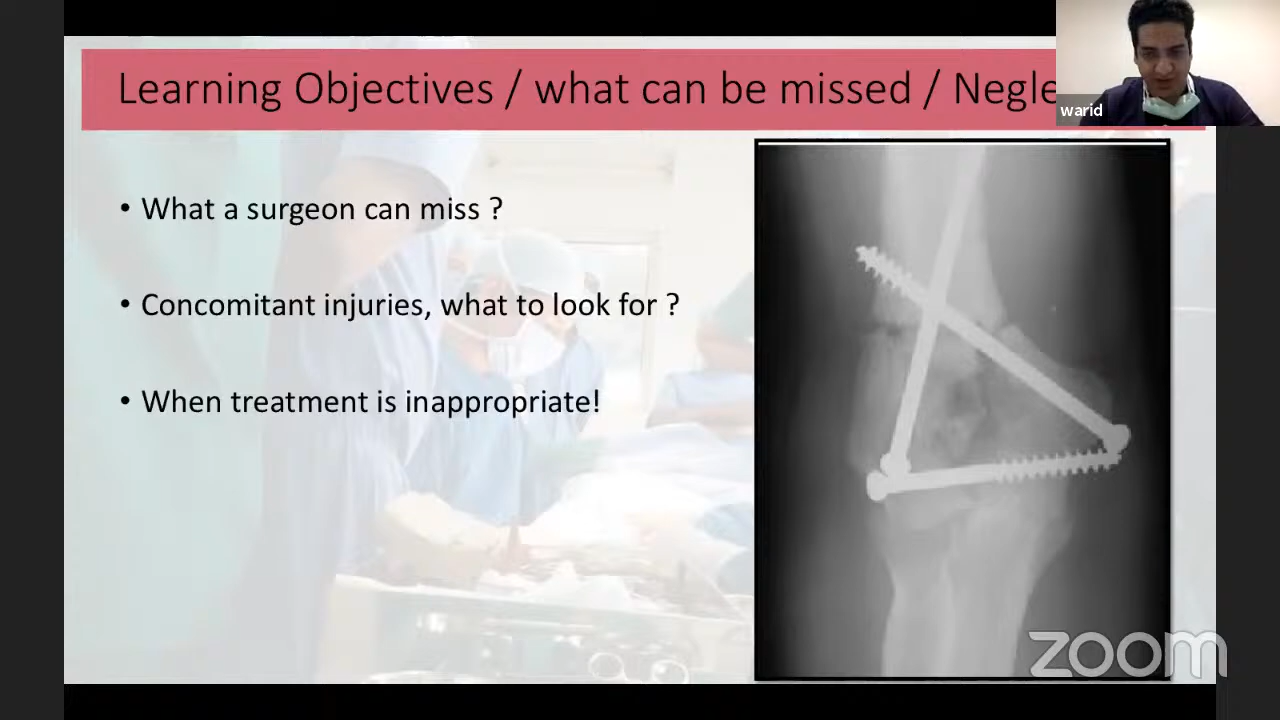 Learning Objectives / what can be missed / Negle
warid
• What a surgeon can miss ?
• Concomitant injuries, what to look for ?
• When treatment is inappropriate!
zoom